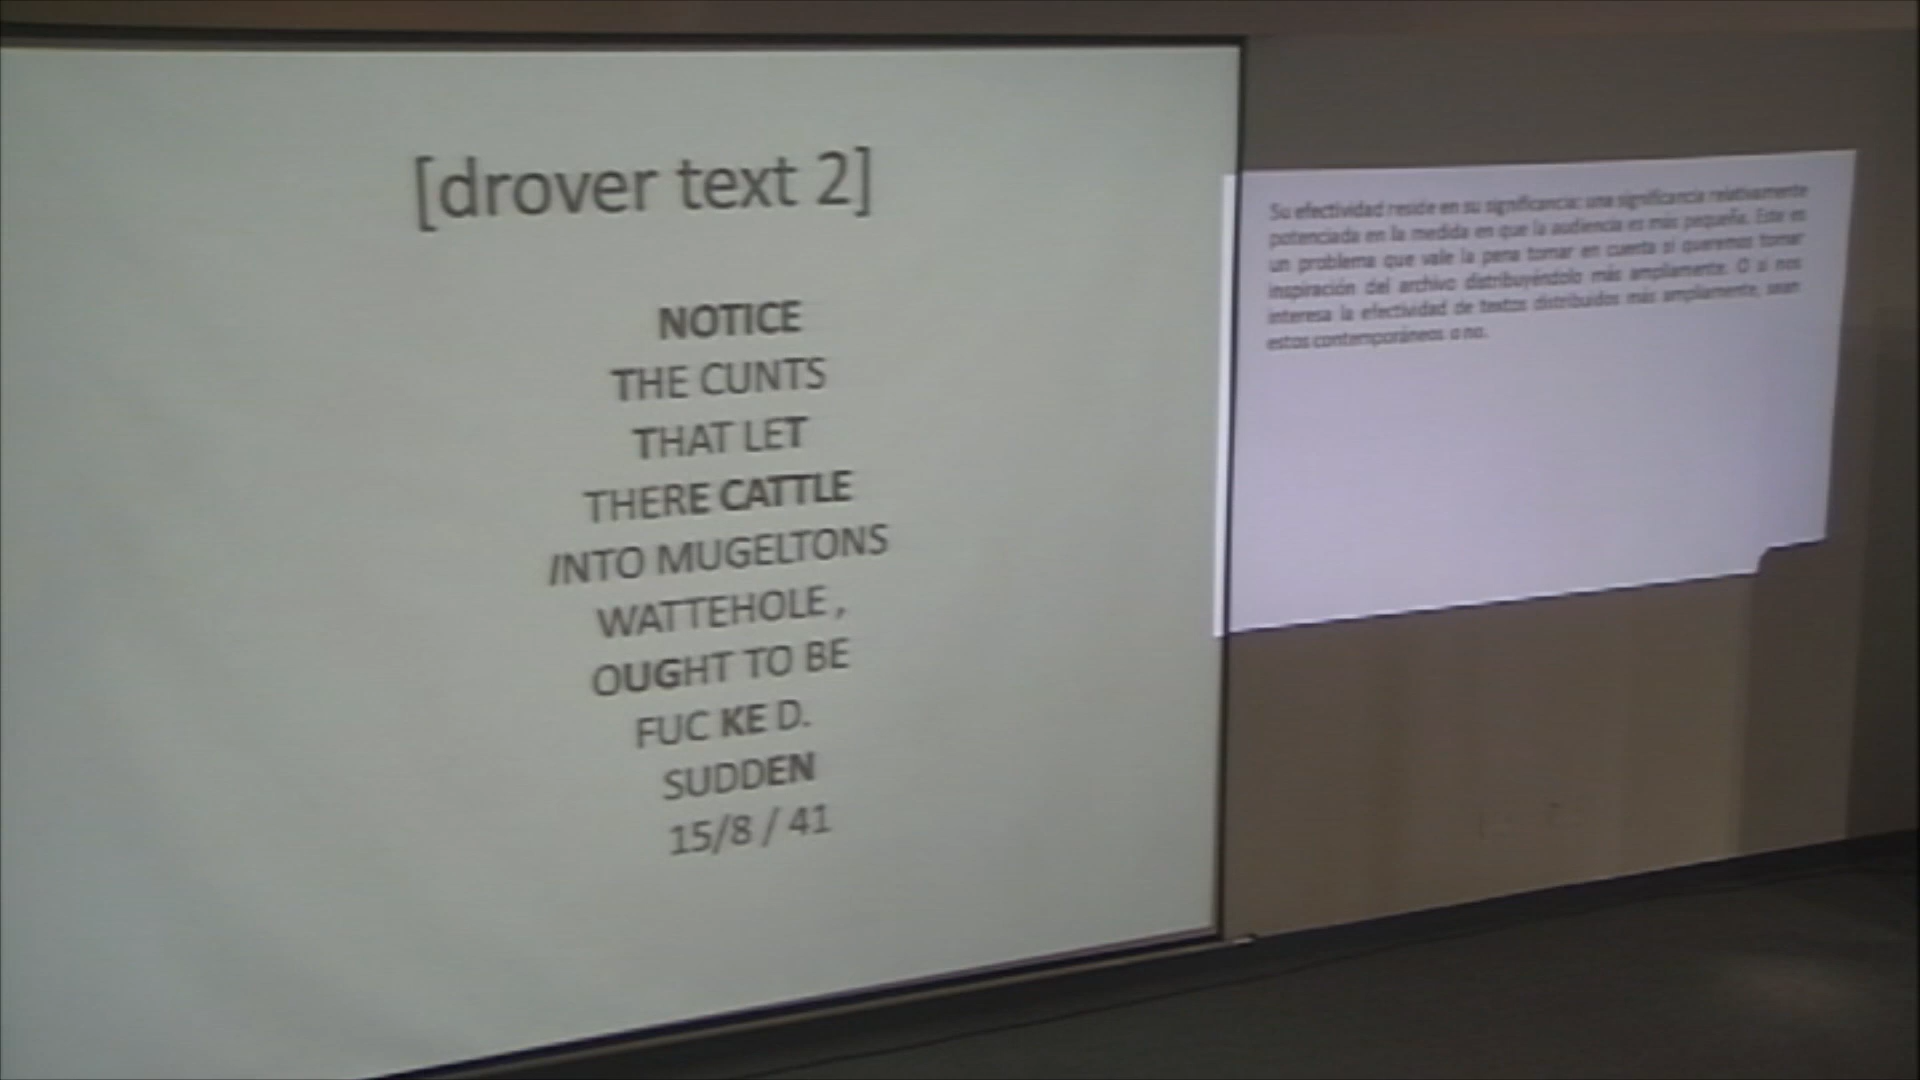 [drover text 2]
NOTICE
THE CUNTS
THAT LET
THERE CATTLE
INTO MUGELTONS
WATTEHOLE ,
OUGHT TO BE
FUC KE D.
SUDDEN
15/8 / 41
Su efectividad reside en su significancia: una significancia relativamente
potenciada en la medida en que la audiencia es más pequeña. Este es
un problema que vale la pena tomar en cuenta si queremos tomar
inspiración del archivo distribuyéndolo más ampliamente. O si nos
interesa la efectividad de textos distribuidos más ampliamente, sean
estos contemporáneos o no.